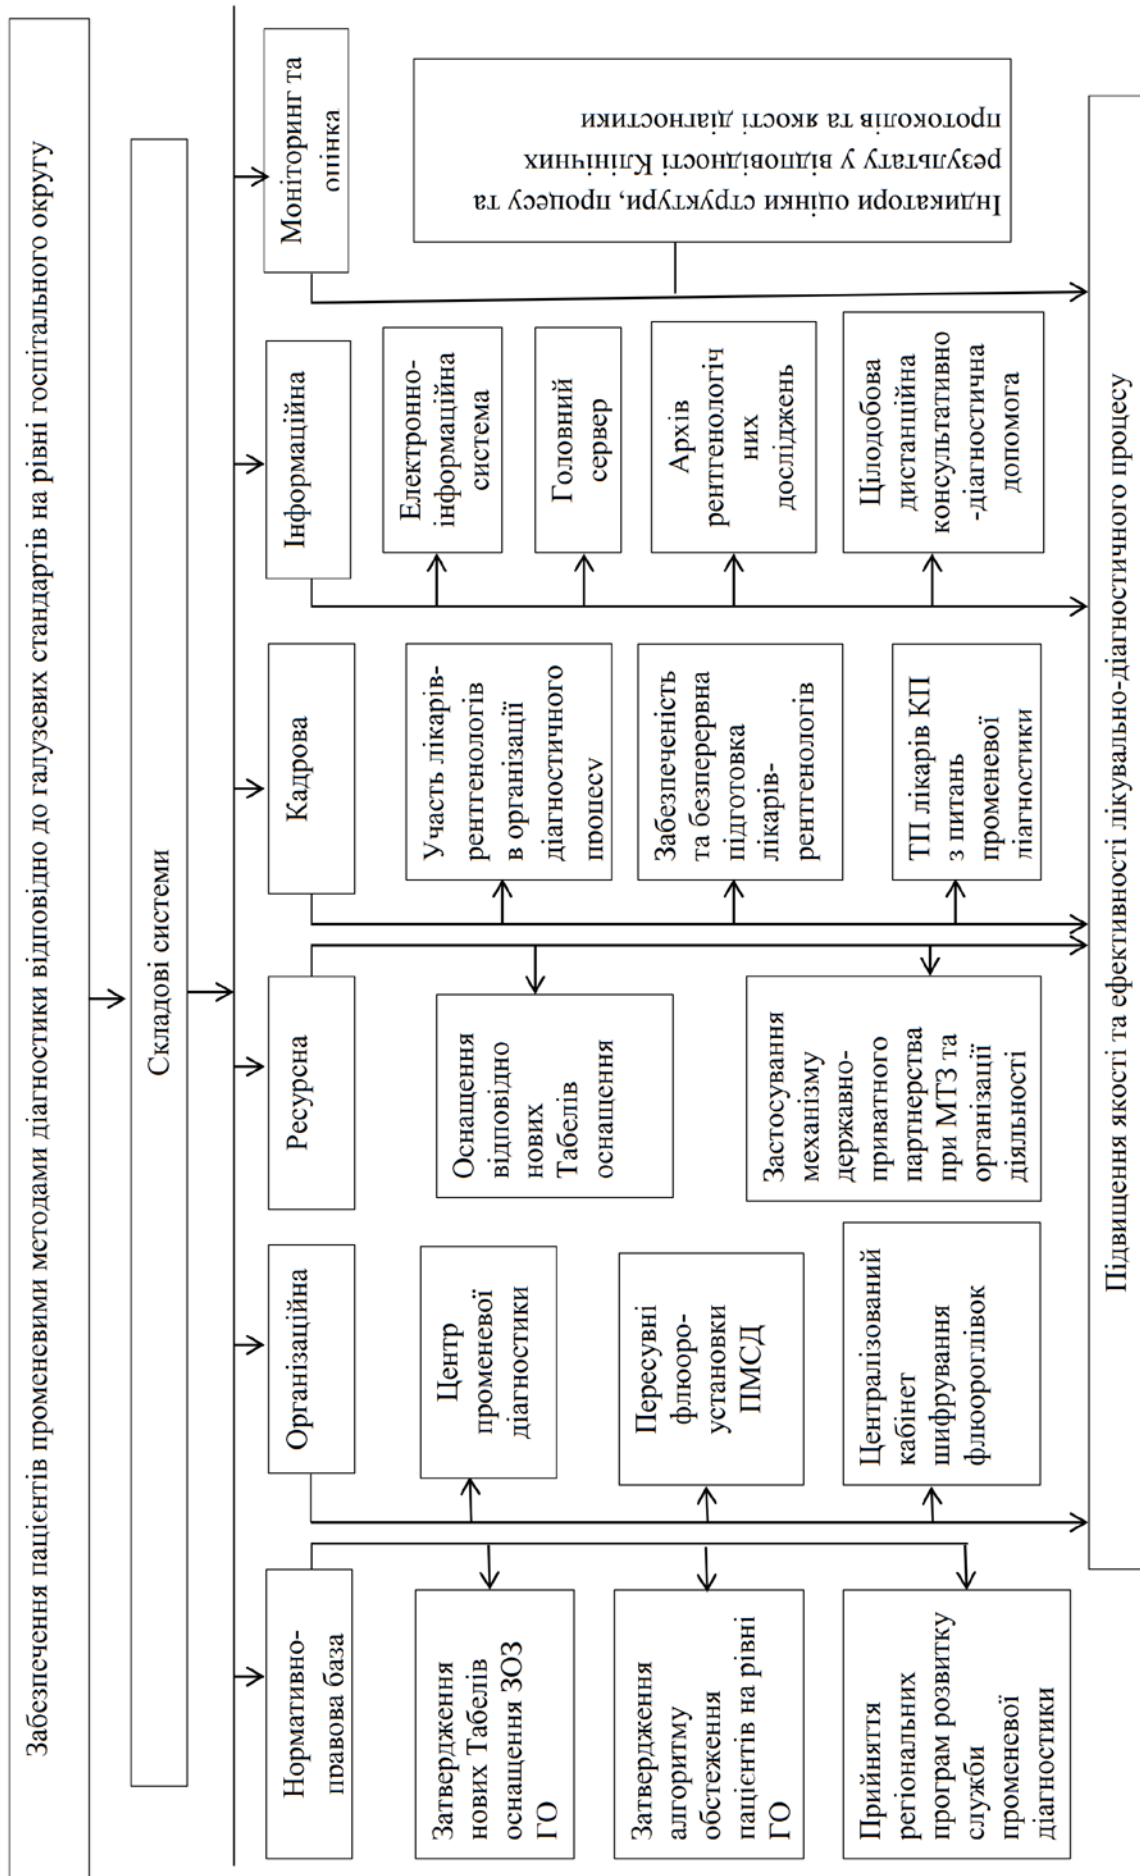 Забезпечення пацієнтів променевими методами діагностики відповідно до галузевих стандартів на рівні госпітального округу
Складові системи
Нормативно-
правова база
Затвердження
нових Табелів
оснащення ЗОЗ
ГО
Затвердження
алгоритму
обстеження
пацієнтів на рівні
ГО
Прийняття
регіональних
програм розвитку
служби
променевої
діагностики
Організаційна
Центр
променевої
діагностики
Пересувні
флюоро-
установки
ПМСД
Централізований
кабінет
шифрування
флюороглівок
Ресурсна
Оснащення
відповідно
нових
Табелів
оснащення
Застосування
механізму
державно-
приватного
партнерства
при МТЗ та
організації
діяльності
Кадрова
Участь лікарів-
рентгенологів
в організації
діагностичного
процесу
Забезпеченість
та безперервна
підготовка
лікарів-
рентгенологів
ТП лікарів КП
з питань
променевої
діагностики
Інформаційна
Електронно-
інформаційна
система
Головний
сервер
Архів
рентгенологіч
них
досліджень
Цілодобова
дистанційна
консультативно
-діагностична
допомога
Моніторинг та
оцінка
Індикатори оцінки структури, процесу та
результату у відповідності Клінічних
протоколів та якості діагностики
Підвищення якості та ефективності лікувально-діагностичного процесу